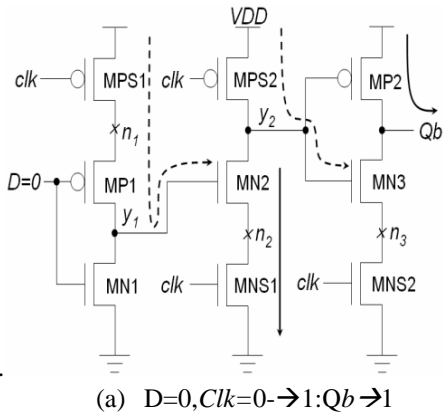 VDD
clk MPS1 clk MPS2 MP2
n1 y2 Qb
D=0 MP1 MN2 MN3
y1 n2 n3
MN1 clk MNS1 clk MNS2
(a) D=0,Clk=0-→1:Qb→1